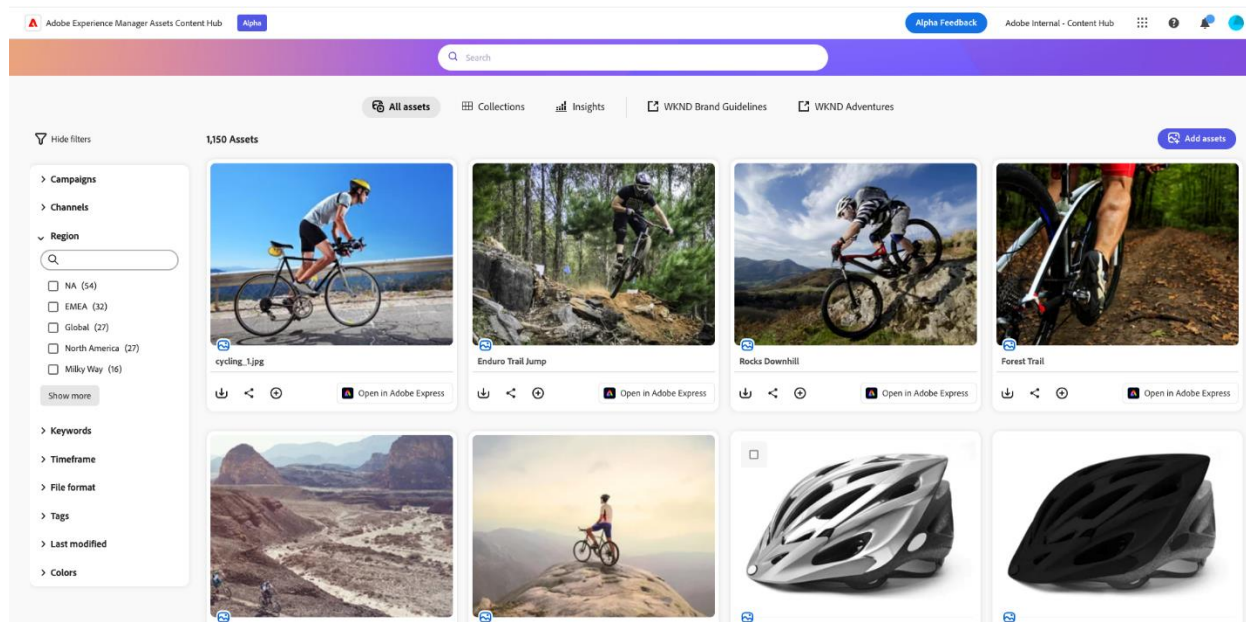 Adobe Experience Manager Assets Content Hub
Alpha
Alpha Feedback
Adobe Internal - Content Hub
Search
All assets
Collections
Insights
WKND Brand Guidelines
WKND Adventures
Hide filters
1,150 Assets
Add assets
Campaigns
Channels
Region
NA (54)
EMEA (32)
Global (27)
North America (27)
Milky Way (16)
Show more
Keywords
Timeframe
File format
Tags
Last modified
Colors
cycling_1.jpg
Open in Adobe Express
Enduro Trail Jump
Open in Adobe Express
Rocks Downhill
Open in Adobe Express
Forest Trail
Open in Adobe Express